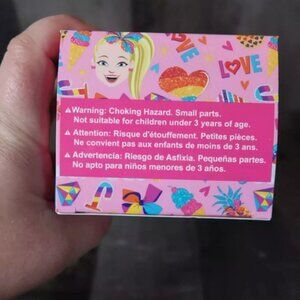 LOVE
LOVE
⚠Warning: Choking Hazard. Small parts.
Not suitable for children under 3 years of age.
⚠Attention: Risque d'étouffement. Petites pièces.
Ne convient pas aux enfants de moins de 3 ans.
⚠Advertencia: Riesgo de Asfixia. Pequeñas partes.
No apto para niños menores de 3 años.